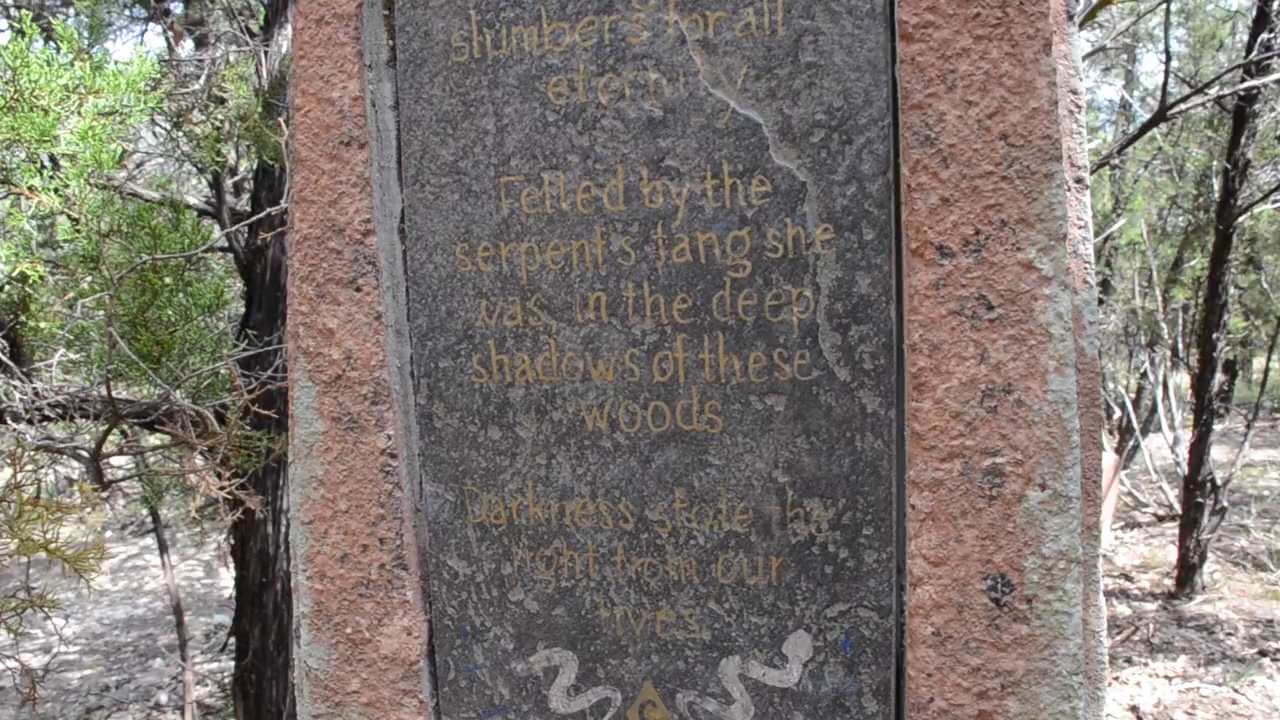 slumbers for all
eternity
Felled by the
serpent's fang she
was, in the deep
shadows of these
woods
Darkness stole the
light from our
lives